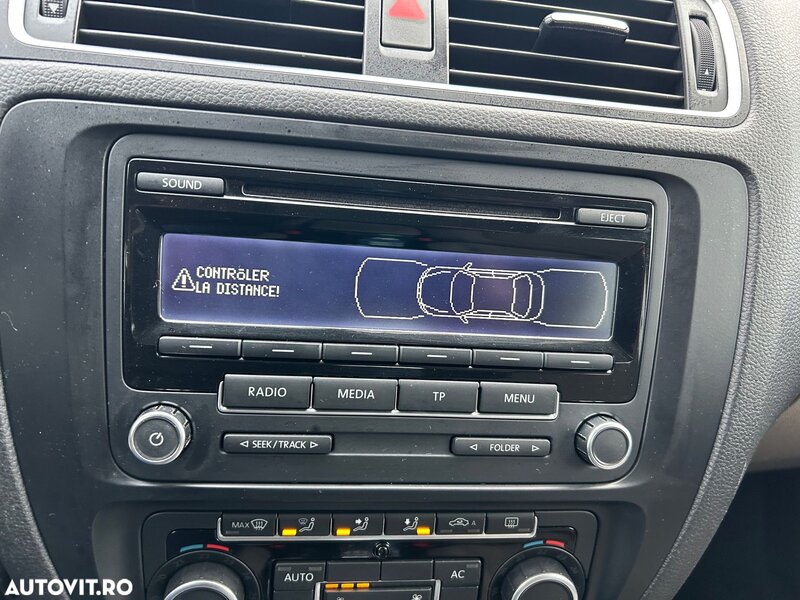 SOUND
EJECT
CONTRÔLER
LA DISTANCE!
RADIO
MEDIA
TP
MENU
SEEK/TRACK
FOLDER
MAX
A
AUTO
AC
AUTOVIT.RO